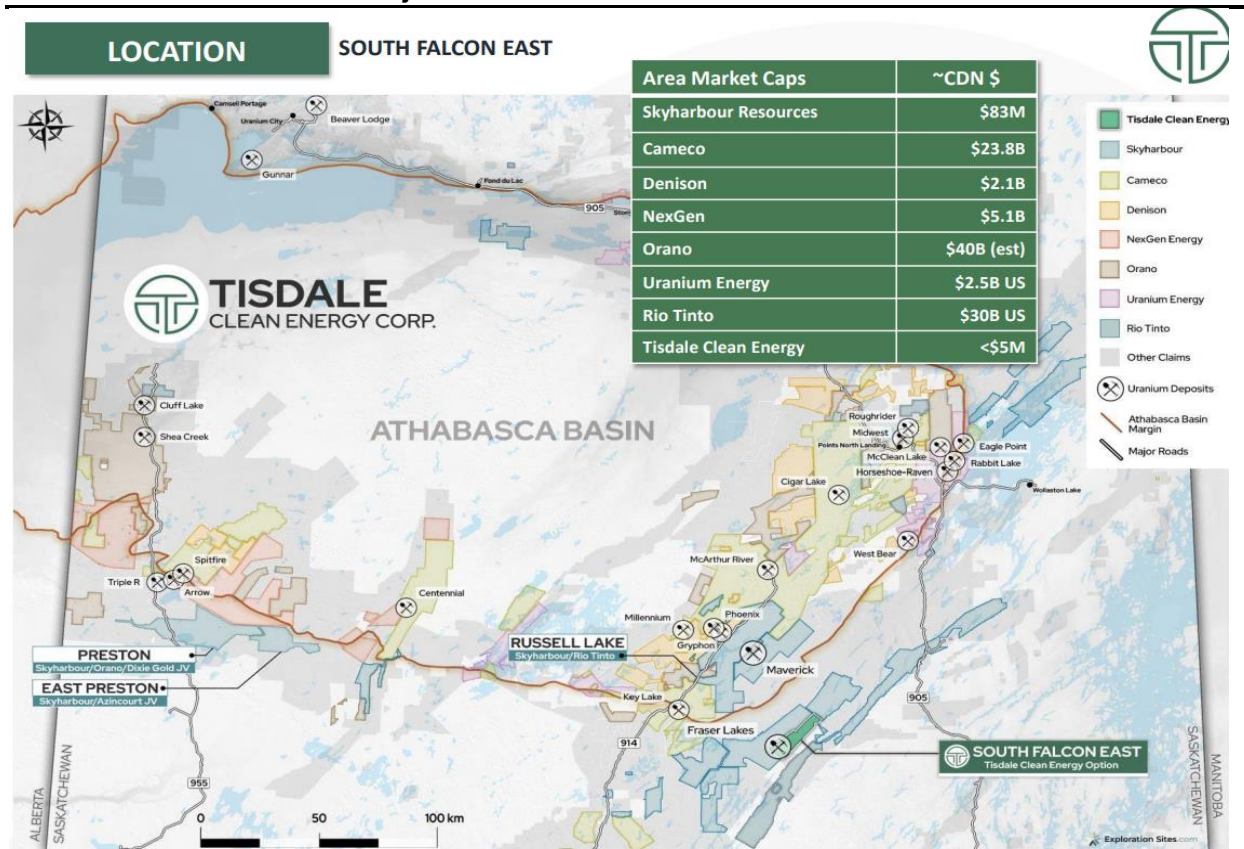 LOCATION
SOUTH FALCON EAST
Area Market Caps ~CDN $
Skyharbour Resources $83M
Cameco $23.8B
Denison $2.1B
NexGen $5.1B
Orano $40B (est)
Uranium Energy $2.5B US
Rio Tinto $30B US
Tisdale Clean Energy <$5M
Tisdale Clean Energy
Skyharbour
Cameco
Denison
NexGen Energy
Orano
Uranium Energy
Rio Tinto
Other Claims
Uranium Deposits
Athabasca Basin
Margin
Major Roads
Camsell Portage
Uranium City
Beaver Lodge
Gunnar
Fond du Lac
905
TISDALE
CLEAN ENERGY CORP.
ATHABASCA BASIN
Cluff Lake
Shea Creek
Roughrider
Midwest
Points North Landing
McClean Lake
Horseshoe-Raven
Eagle Point
Rabbit Lake
Cigar Lake
Wollaston Lake
West Bear
McArthur River
Spitfire
Triple R
Arrow
Centennial
Millennium
Phoenix
Gryphon
PRESTON
Skyharbour/Orano/Dixie Gold JV
EAST PRESTON
Skyharbour/Azincourt JV
RUSSELL LAKE
Skyharbour/Rio Tinto
Maverick
Key Lake
Fraser Lakes
905
914
955
SOUTH FALCON EAST
Tisdale Clean Energy Option
ALBERTA
SASKATCHEWAN
SASKATCHEWAN
MANITOBA
0 50 100 km
Exploration Sites.com